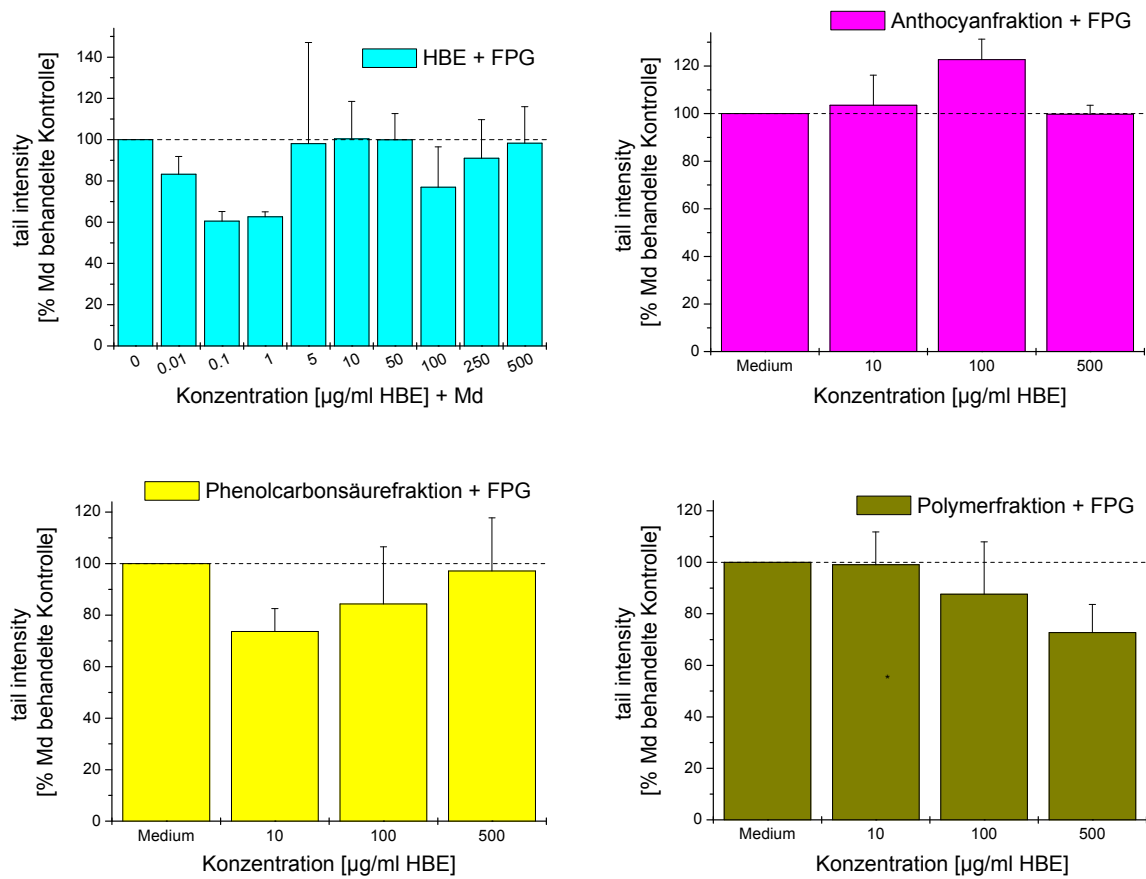 HBE + FPG
tail intensity
[% Md behandelte Kontrolle]
140
120
100
80
60
40
20
0
0 0.01 0.1 1 5 10 50 100 250 500
Konzentration [µg/ml HBE] + Md
Anthocyanfraktion + FPG
tail intensity
[% Md behandelte Kontrolle]
120
100
80
60
40
20
0
Medium 10 100 500
Konzentration [µg/ml HBE]
Phenolcarbonsäurefraktion + FPG
tail intensity
[% Md behandelte Kontrolle]
120
100
80
60
40
20
0
Medium 10 100 500
Konzentration [µg/ml HBE]
Polymerfraktion + FPG
tail intensity
[% Md behandelte Kontrolle]
120
100
80
60
40
20
0
*
Medium 10 100 500
Konzentration [µg/ml HBE]